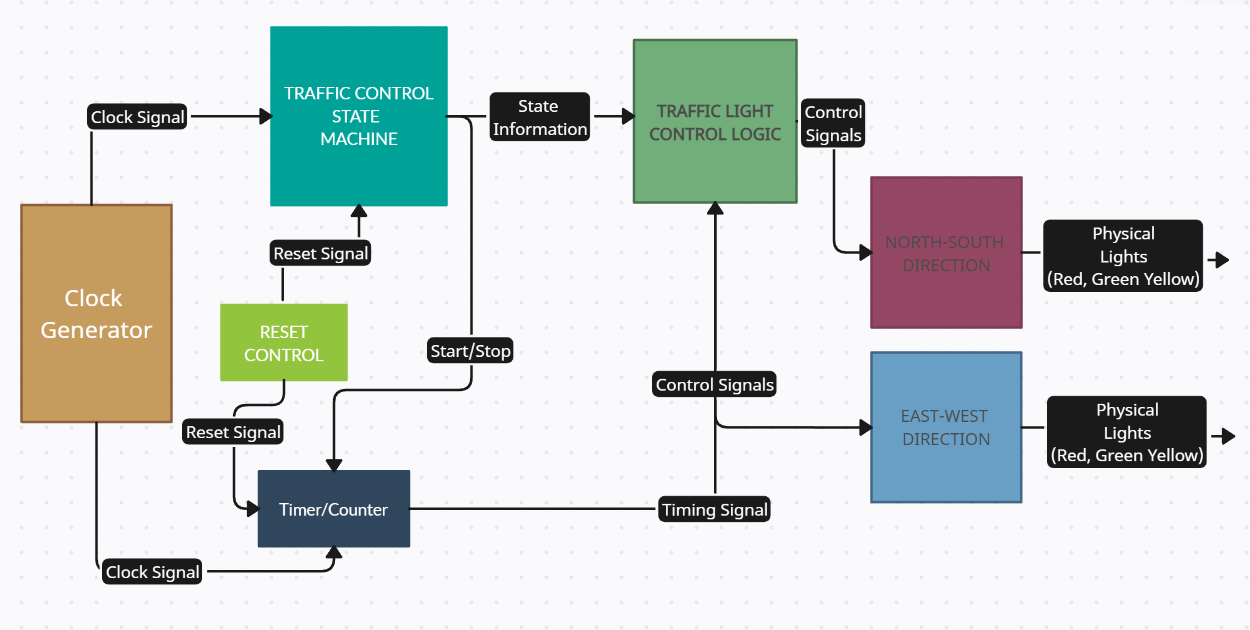 TRAFFIC CONTROL
STATE
MACHINE
Clock Signal
State
Information
TRAFFIC LIGHT
CONTROL LOGIC
Control
Signals
Clock
Generator
Reset Signal
RESET
CONTROL
Start/Stop
Reset Signal
Timer/Counter
Clock Signal
Control Signals
Timing Signal
NORTH-SOUTH
DIRECTION
Physical
Lights
(Red, Green Yellow)
EAST-WEST
DIRECTION
Physical
Lights
(Red, Green Yellow)